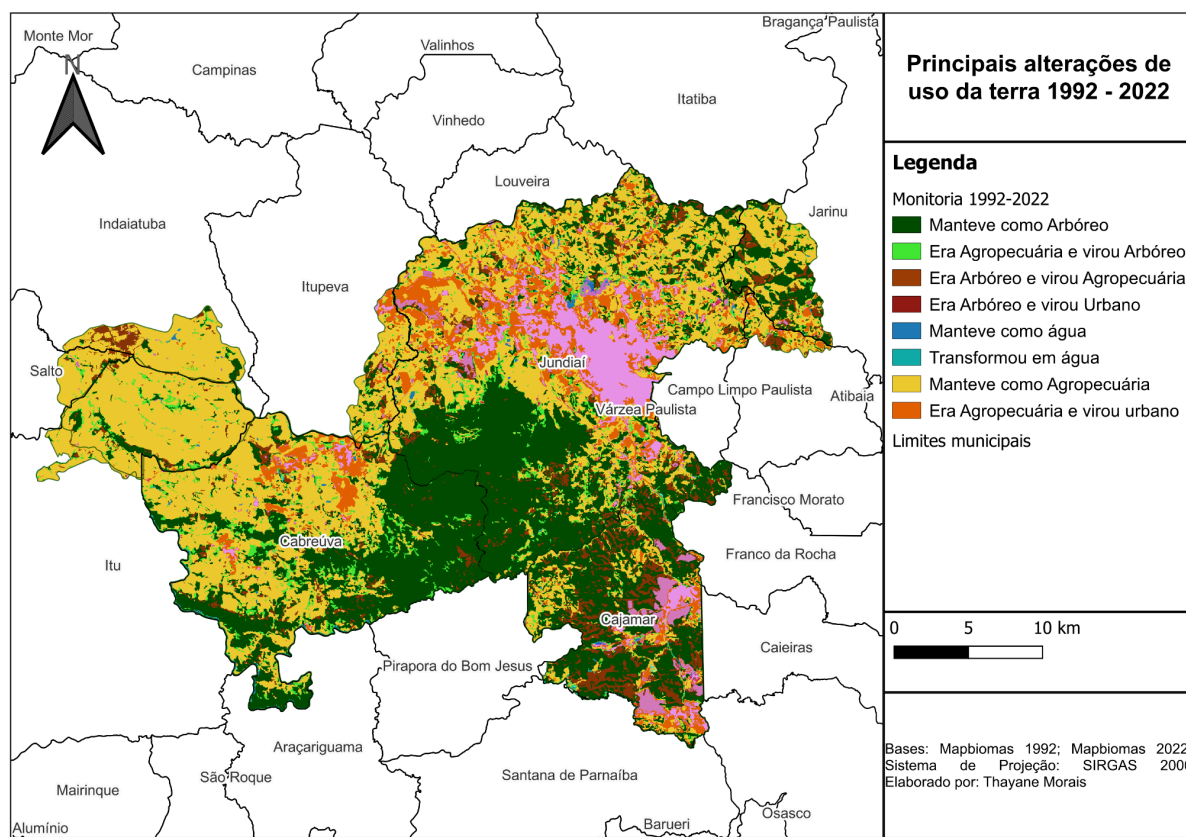 Bragança Paulista
Monte Mor
Valinhos
N
Campinas
Itatiba
Vinhedo
Louveira
Jarinu
Indaiatuba
Itupeva
Jundiaí
Salto
Campo Limpo Paulista
Atibaia
Várzea Paulista
Francisco Morato
Cabreúva
Franco da Rocha
Itu
Cajamar
Caieiras
Pirapora do Bom Jesus
Araçariguama
São Roque
Santana de Parnaíba
Mairinque
Osasco
Alumínio
Barueri
Principais alterações de
uso da terra 1992 - 2022
Legenda
Monitoria 1992-2022
Manteve como Arbóreo
Era Agropecuária e virou Arbóreo
Era Arbóreo e virou Agropecuária
Era Arbóreo e virou Urbano
Manteve como água
Transformou em água
Manteve como Agropecuária
Era Agropecuária e virou urbano
Limites municipais
0 5 10 km
Bases: Mapbiomas 1992; Mapbiomas 2022
Sistema de Projeção: SIRGAS 2000
Elaborado por: Thayane Morais